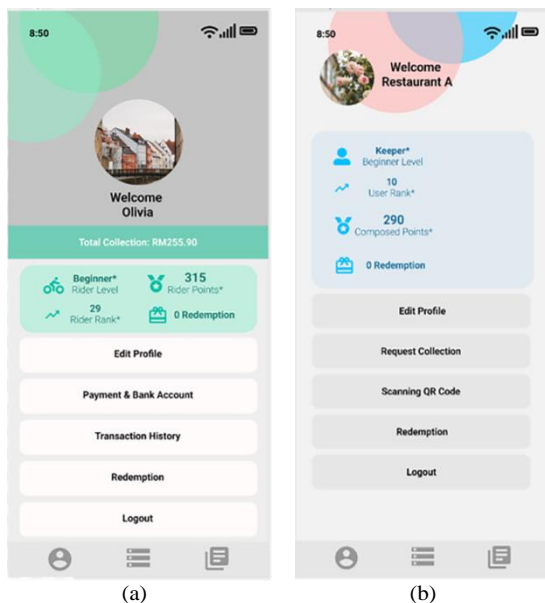 8:50
Welcome
Olivia
Total Collection: RM255.90
Beginner*
Rider Level
315
Rider Points*
29
Rider Rank*
0 Redemption
Edit Profile
Payment & Bank Account
Transaction History
Redemption
Logout
(a)
8:50
Welcome
Restaurant A
Keeper*
Beginner Level
10
User Rank*
290
Composed Points*
0 Redemption
Edit Profile
Request Collection
Scanning QR Code
Redemption
Logout
(b)